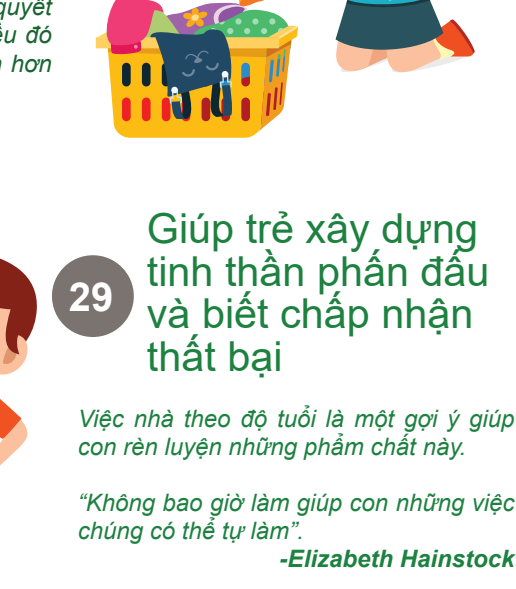 quyết
đó
hơn
29
Giúp trẻ xây dựng
tinh thần phấn đấu
và biết chấp nhận
thất bại
Việc nhà theo độ tuổi là một gợi ý giúp
con rèn luyện những phẩm chất này.
“Không bao giờ làm giúp con những việc
chúng có thể tự làm”.
-Elizabeth Hainstock